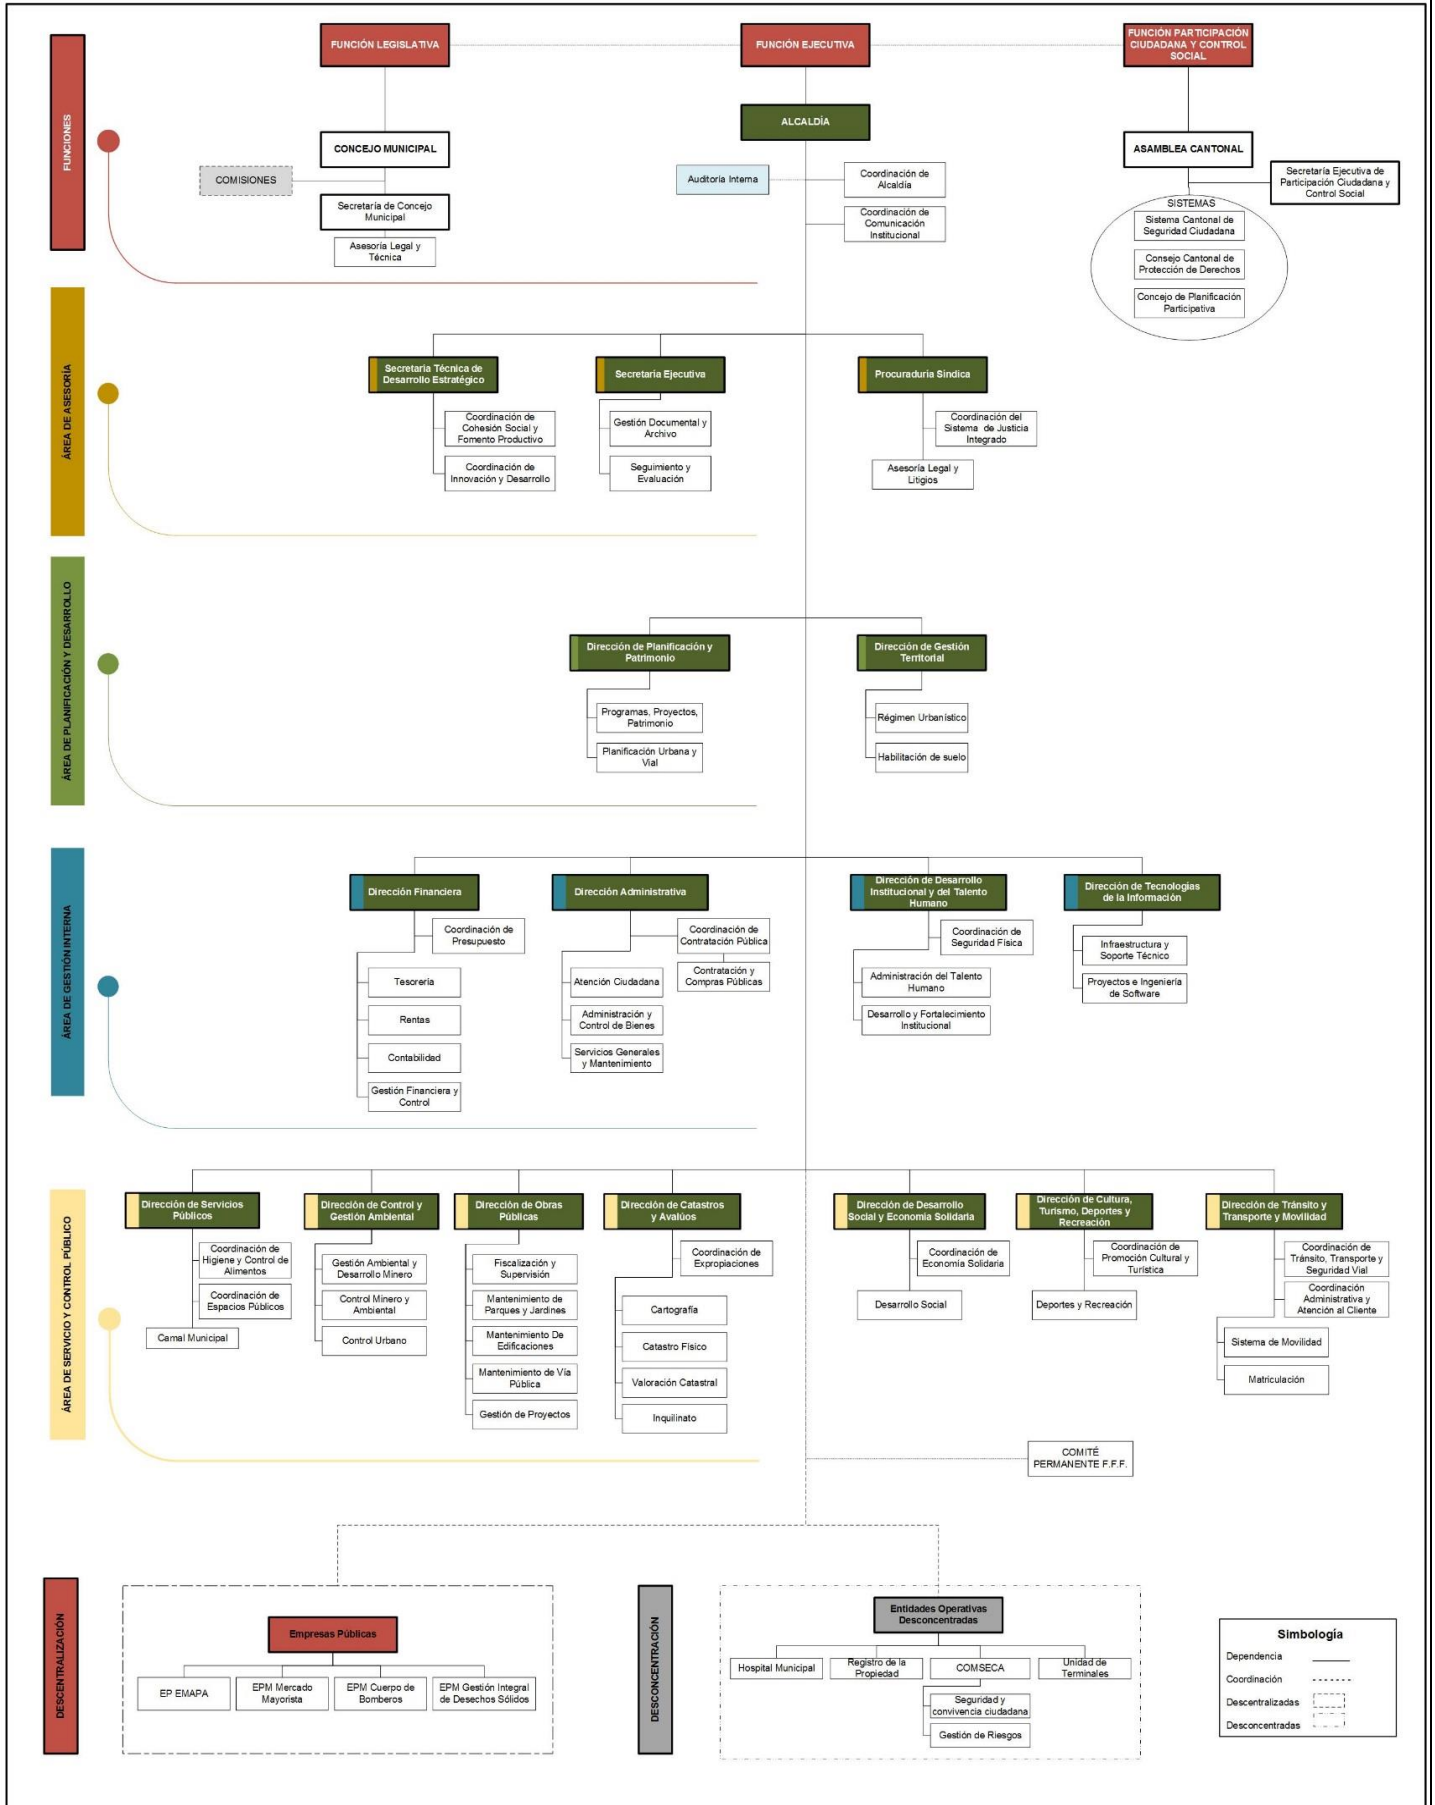 FUNCIONES
FUNCIÓN LEGISLATIVA
FUNCIÓN EJECUTIVA
FUNCIÓN PARTICIPACIÓN
CIUDADANA Y CONTROL
SOCIAL
ALCALDÍA
CONCEJO MUNICIPAL
ASAMBLEA CANTONAL
COMISIONES
Auditoría Interna
Coordinación de
Alcaldía
Secretaría Ejecutiva de
Participación Ciudadana y
Control Social
Secretaría de Concejo
Municipal
Coordinación de
Comunicación
Institucional
Asesoría Legal y
Técnica
SISTEMAS
Sistema Cantonal de
Seguridad Ciudadana
Consejo Cantonal de
Protección de Derechos
Concejo de Planificación
Participativa
ÁREA DE ASESORÍA
Secretaria Técnica de
Desarrollo Estratégico
Secretaria Ejecutiva
Procuraduria Sindica
Coordinación de
Cohesión Social y
Fomento Productivo
Coordinación de
Innovación y Desarrollo
Gestión Documental y
Archivo
Seguimiento y
Evaluación
Coordinación del
Sistema de Justicia
Integrado
Asesoría Legal y
Litigios
ÁREA DE PLANIFICACIÓN Y DESARROLLO
Dirección de Planificación y
Patrimonio
Dirección de Gestión
Territorial
Programas, Proyectos,
Patrimonio
Planificación Urbana y
Vial
Régimen Urbanístico
Habilitación de suelo
ÁREA DE GESTIÓN INTERNA
Dirección Financiera
Dirección Administrativa
Dirección de Desarrollo
Institucional y del Talento
Humano
Dirección de Tecnologías
de la Información
Coordinación de
Presupuesto
Tesorería
Rentas
Contabilidad
Gestión Financiera y
Control
Coordinación de
Contratación Pública
Contratación y
Compras Públicas
Atención Ciudadana
Administración y
Control de Bienes
Servicios Generales
y Mantenimiento
Coordinación de
Seguridad Física
Administración del Talento
Humano
Desarrollo y Fortalecimiento
Institucional
Infraestructura y
Soporte Técnico
Proyectos e Ingeniería
de Software
ÁREA DE SERVICIO Y CONTROL PÚBLICO
Dirección de Servicios
Públicos
Dirección de Control y
Gestión Ambiental
Dirección de Obras
Públicas
Dirección de Catastros
y Avalúos
Dirección de Desarrollo
Social y Economía Solidaria
Dirección de Cultura,
Turismo, Deportes y
Recreación
Dirección de Tránsito y
Transporte y Movilidad
Coordinación de
Higiene y Control de
Alimentos
Coordinación de
Espacios Públicos
Camal Municipal
Gestión Ambiental y
Desarrollo Minero
Control Minero y
Ambiental
Control Urbano
Fiscalización y
Supervisión
Mantenimiento de
Parques y Jardines
Mantenimiento De
Edificaciones
Mantenimiento de Vía
Pública
Gestión de Proyectos
Coordinación de
Expropiaciones
Cartografía
Catastro Físico
Valoración Catastral
Inquilinato
Coordinación de
Economía Solidaria
Desarrollo Social
Coordinación de
Promoción Cultural y
Turística
Deportes y Recreación
Coordinación de
Tránsito, Transporte y
Seguridad Vial
Coordinación
Administrativa y
Atención al Cliente
Sistema de Movilidad
Matriculación
COMITÉ
PERMANENTE F.F.F.
DESCENTRALIZACIÓN
Empresas Públicas
EP EMAPA
EPM Mercado
Mayorista
EPM Cuerpo de
Bomberos
EPM Gestión Integral
de Desechos Sólidos
DESCONCENTRACIÓN
Entidades Operativas
Desconcentradas
Hospital Municipal
Registro de la
Propiedad
COMSECA
Unidad de
Terminales
Seguridad y
convivencia ciudadana
Gestión de Riesgos
Simbología
Dependencia
Coordinación
Descentralizadas
Desconcentradas